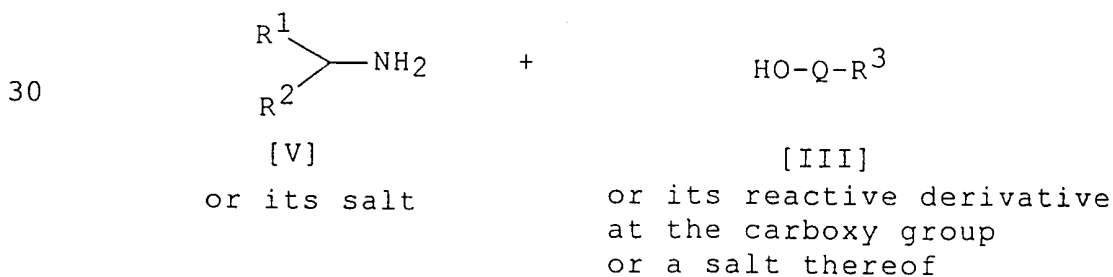 R1
NH2 + HO-Q-R3
30
R2
[V] [III]
or its salt or its reactive derivative
at the carboxy group
or a salt thereof